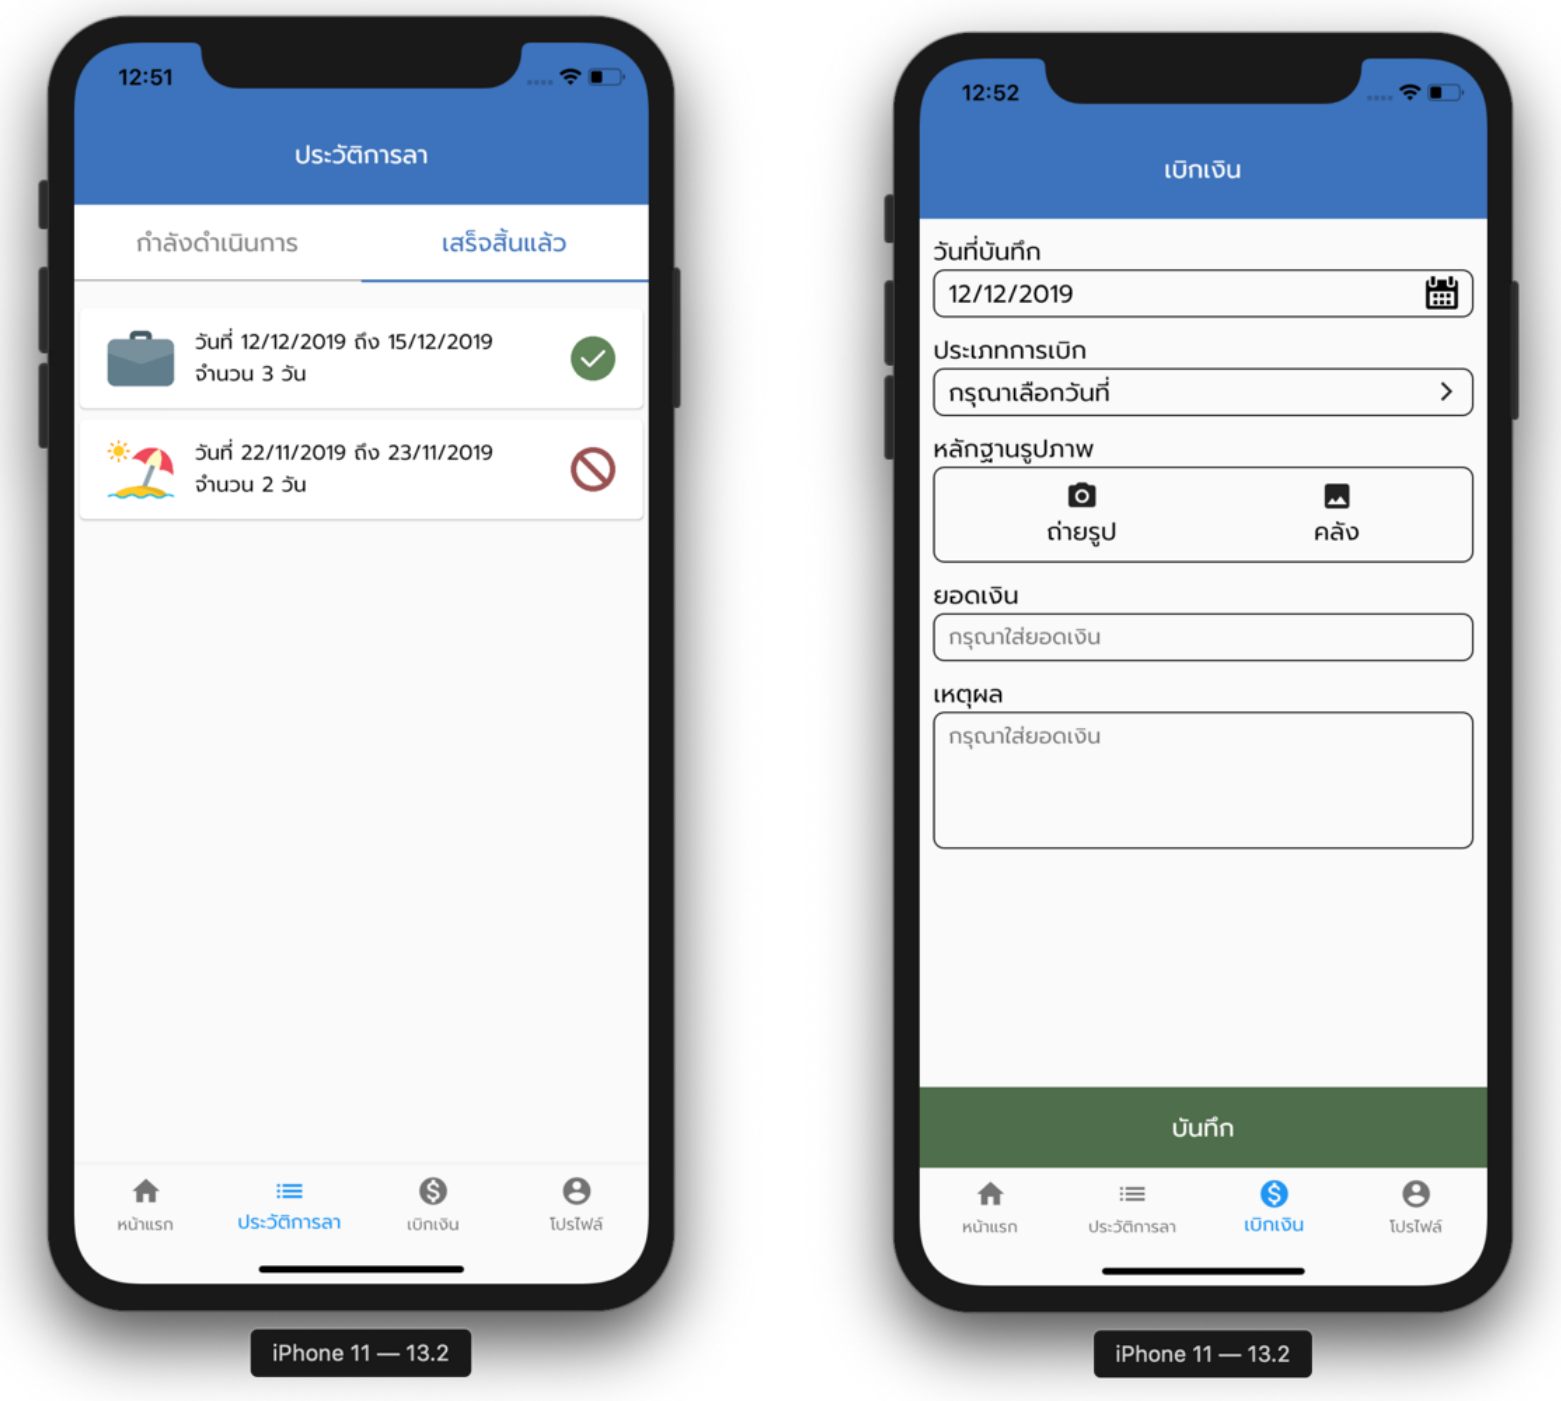 12:51
ประวัติการลา
กำลังดำเนินการ
เสร็จสิ้นแล้ว
วันที่ 12/12/2019 ถึง 15/12/2019
จำนวน 3 วัน
วันที่ 22/11/2019 ถึง 23/11/2019
จำนวน 2 วัน
หน้าแรก
ประวัติการลา
เบิกเงิน
โปรไฟล์
iPhone 11 — 13.2
12:52
เบิกเงิน
วันที่บันทึก
12/12/2019
ประเภทการเบิก
กรุณาเลือกวันที่
หลักฐานรูปภาพ
ถ่ายรูป
คลัง
ยอดเงิน
กรุณาใส่ยอดเงิน
เหตุผล
กรุณาใส่ยอดเงิน
บันทึก
หน้าแรก
ประวัติการลา
เบิกเงิน
โปรไฟล์
iPhone 11 — 13.2